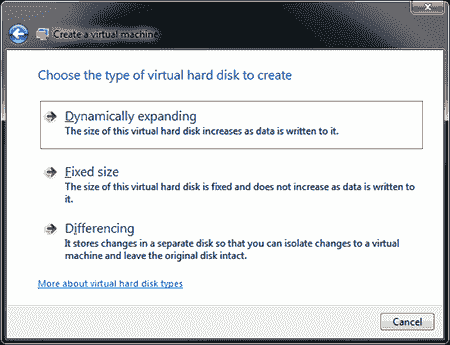 Create a virtual machine
Choose the type of virtual hard disk to create
Dynamically expanding
The size of this virtual hard disk increases as data is written to it.
Fixed size
The size of this virtual hard disk is fixed and does not increase as data is written to
it.
Differencing
It stores changes in a separate disk so that you can isolate changes to a virtual
machine and leave the original disk intact.
More about virtual hard disk types
Cancel